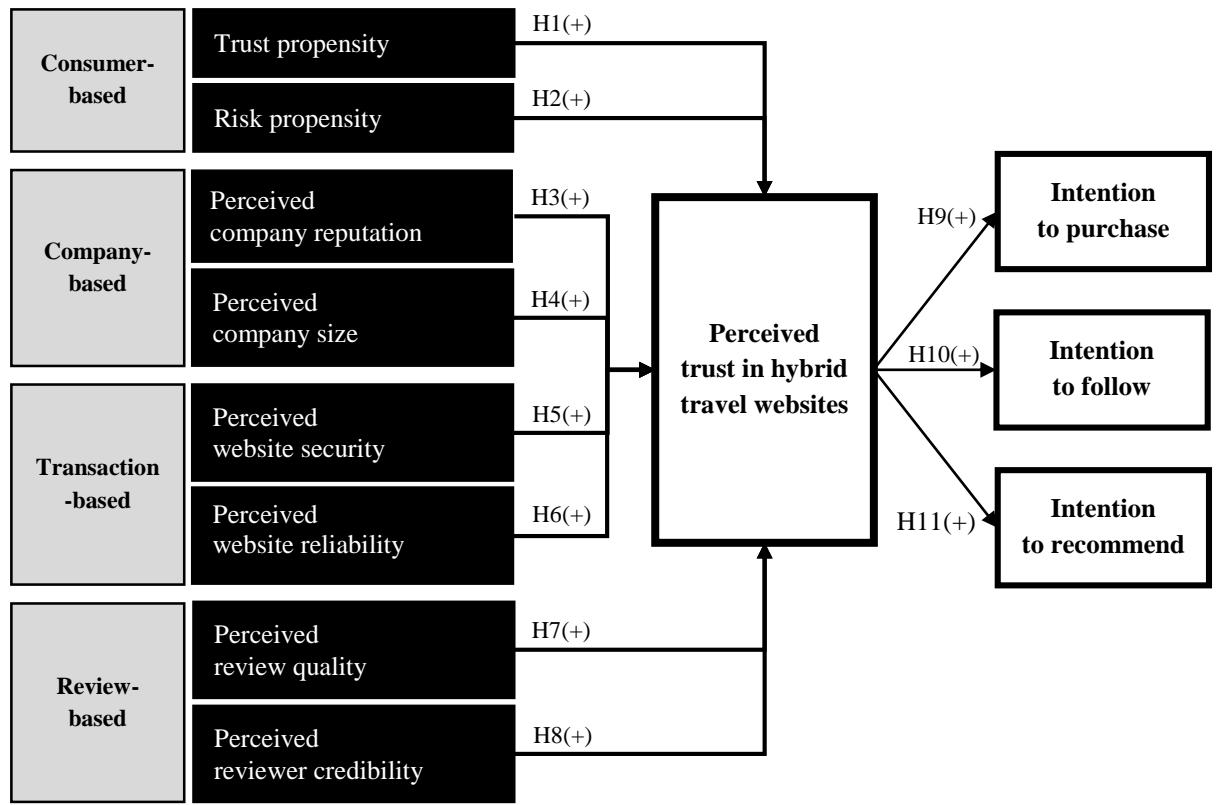 Consumer-
based
Trust propensity
H1(+)
Risk propensity
H2(+)
Company-
based
Perceived
company reputation
H3(+)
Perceived
company size
H4(+)
Transaction
-based
Perceived
website security
H5(+)
Perceived
website reliability
H6(+)
Review-
based
Perceived
review quality
H7(+)
Perceived
reviewer credibility
H8(+)
Perceived
trust in hybrid
travel websites
H9(+)
Intention
to purchase
H10(+)
Intention
to follow
H11(+)
Intention
to recommend